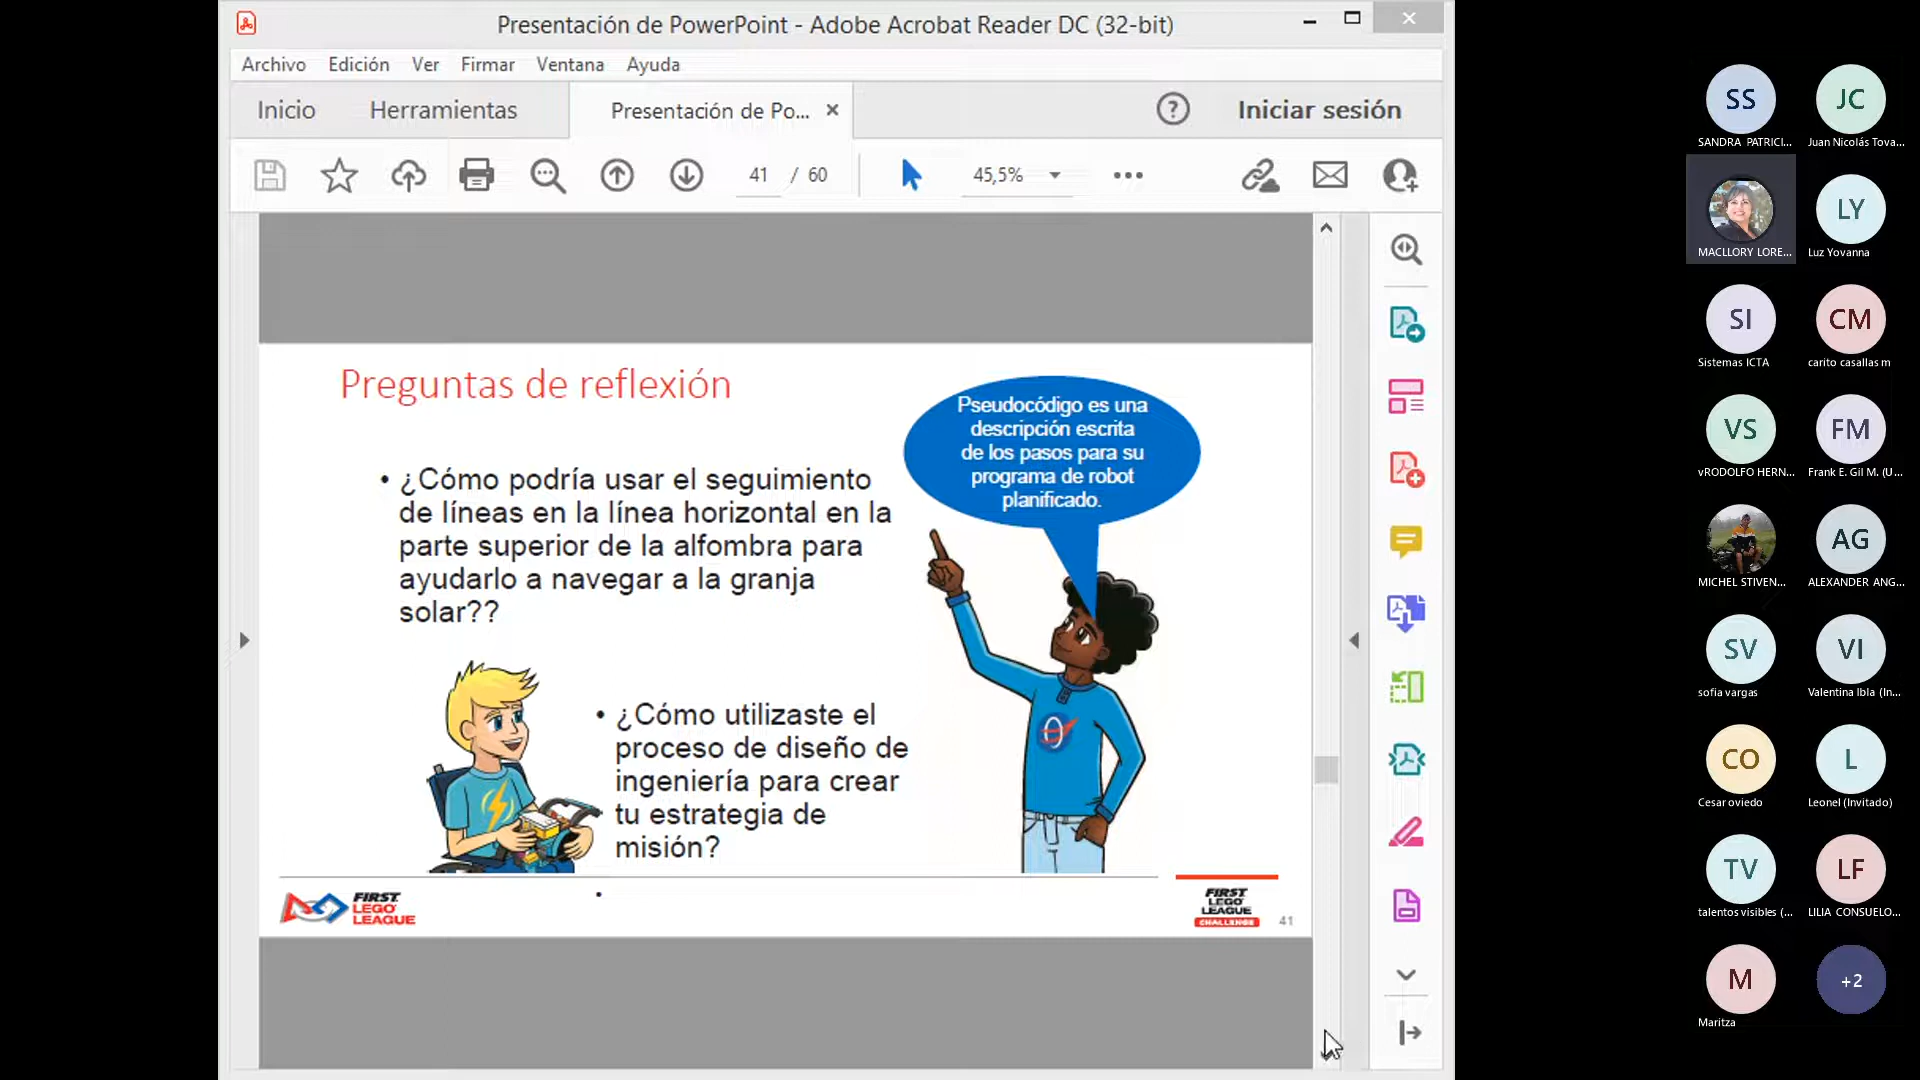 Presentación de PowerPoint - Adobe Acrobat Reader DC (32-bit)
Archivo Edición Ver Firmar Ventana Ayuda
Inicio Herramientas Presentación de Po... Iniciar sesión
41 / 60 45,5%
Preguntas de reflexión
• ¿Cómo podría usar el seguimiento
de líneas en la línea horizontal en la
parte superior de la alfombra para
ayudarlo a navegar a la granja
solar??
Pseudocódigo es una
descripción escrita
de los pasos para su
programa de robot
planificado.
• ¿Cómo utilizaste el
proceso de diseño de
ingeniería para crear
tu estrategia de
misión?
•
FIRST
LEGO
LEAGUE
FIRST
LEGO
LEAGUE
CHALLENGE
41
SS JC
SANDRA PATRICI... Juan Nicolás Tova...
LY
MACLLORY LORE... Luz Yovanna
SI CM
Sistemas ICTA carito casallas m
VS FM
vRODOLFO HERN... Frank E. Gil M. (U...
AG
MICHEL STIVEN... ALEXANDER ANG...
SV VI
sofia vargas Valentina Ibla (In...
CO L
Cesar oviedo Leonel (Invitado)
TV LF
talentos visibles (... LILIA CONSUELO...
M +2
Maritza